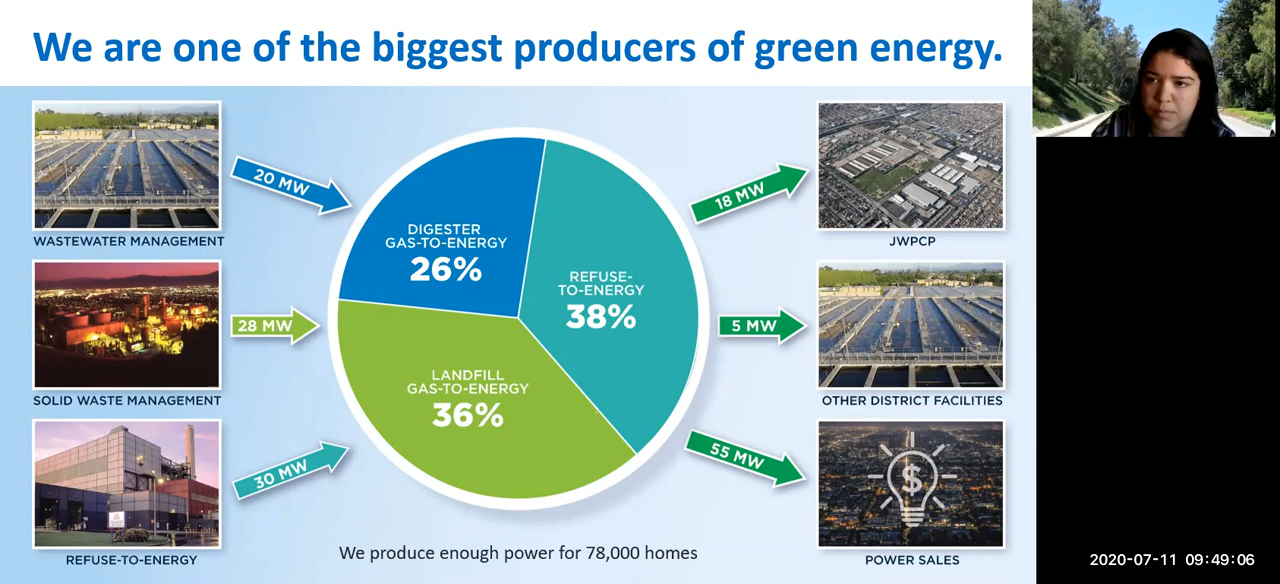 We are one of the biggest producers of green energy.
20 MW
WASTEWATER MANAGEMENT
28 MW
SOLID WASTE MANAGEMENT
30 MW
REFUSE-TO-ENERGY
DIGESTER
GAS-TO-ENERGY
26%
REFUSE-
TO-ENERGY
38%
LANDFILL
GAS-TO-ENERGY
36%
We produce enough power for 78,000 homes
18 MW
JWPCP
5 MW
OTHER DISTRICT FACILITIES
55 MW
$
POWER SALES
2020-07-11 09:49:06